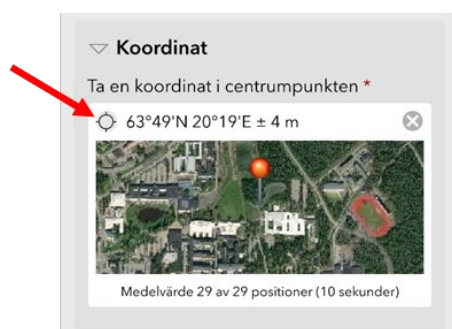 Koordinat
Ta en koordinat i centrumpunkten *
63°49'N 20°19'E ± 4 m
Medelvärde 29 av 29 positioner (10 sekunder)